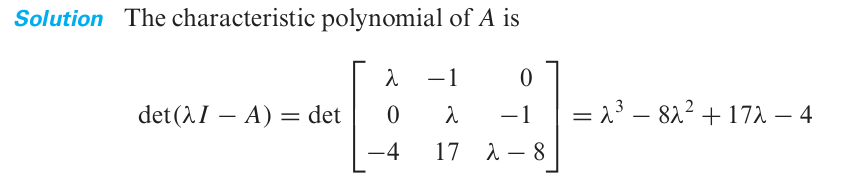 Solution The characteristic polynomial of A is
λ −1 0
det(λI − A) = det 0 λ −1 = λ³ − 8λ² + 17λ − 4
−4 17 λ − 8